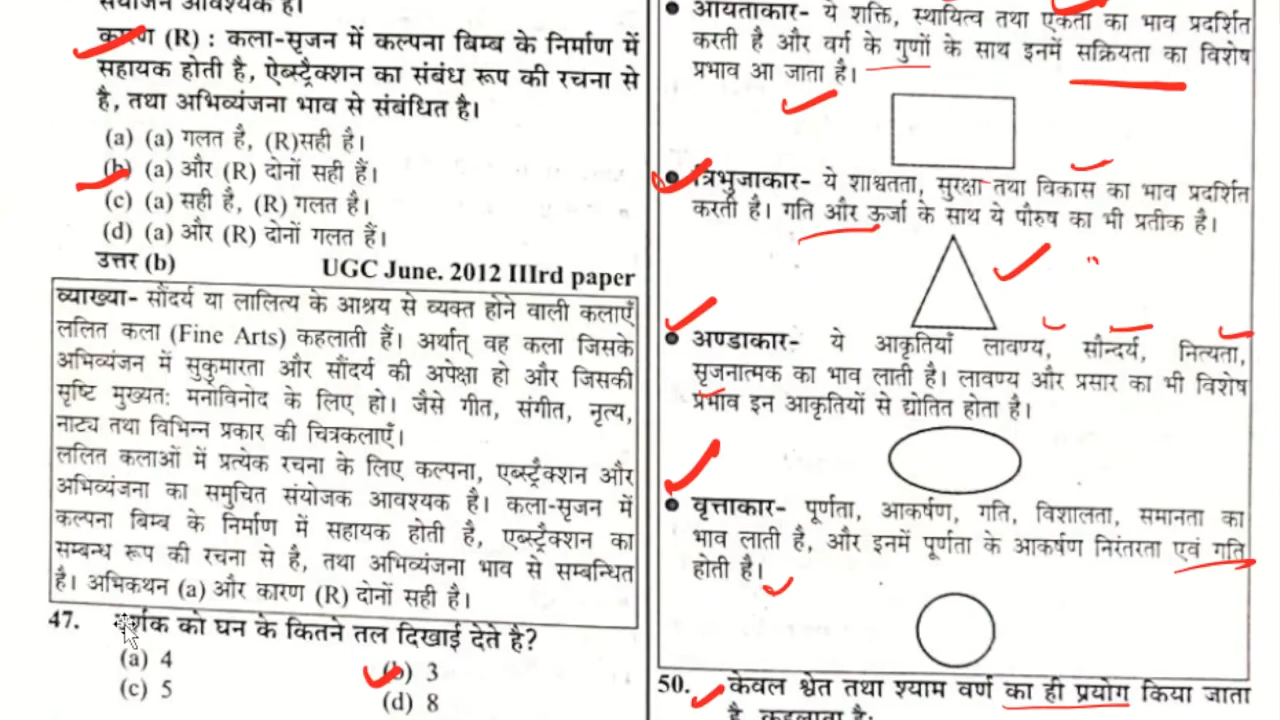 संयोजन आवश्यक है।
कारण (R) : कला-सृजन में कल्पना बिम्ब के निर्माण में
सहायक होती है, ऐब्स्ट्रैक्शन का संबंध रूप की रचना से
है, तथा अभिव्यंजना भाव से संबंधित है।
(a) (a) गलत है, (R)सही है।
(b) (a) और (R) दोनों सही हैं।
(c) (a) सही है, (R) गलत है।
(d) (a) और (R) दोनों गलत हैं।
उत्तर (b) UGC June. 2012 IIIrd paper
व्याख्या- सौंदर्य या लालित्य के आश्रय से व्यक्त होने वाली कलाएँ
ललित कला (Fine Arts) कहलाती हैं। अर्थात् वह कला जिसके
अभिव्यंजन में सुकुमारता और सौंदर्य की अपेक्षा हो और जिसकी
सृष्टि मुख्यत: मनोविनोद के लिए हो। जैसे गीत, संगीत, नृत्य,
नाट्य तथा विभिन्न प्रकार की चित्रकलाएँ।
ललित कलाओं में प्रत्येक रचना के लिए कल्पना, एब्स्ट्रैक्शन और
अभिव्यंजना का समुचित संयोजक आवश्यक है। कला-सृजन में
कल्पना बिम्ब के निर्माण में सहायक होती है, एब्स्ट्रैक्शन का
सम्बन्ध रूप की रचना से है, तथा अभिव्यंजना भाव से सम्बन्धित
है। अभिकथन (a) और कारण (R) दोनों सही है।
47. दर्शक को घन के कितने तल दिखाई देते है?
(a) 4 (b) 3
(c) 5 (d) 8
• आयताकार- ये शक्ति, स्थायित्व तथा एकता का भाव प्रदर्शित
करती है और वर्ग के गुणों के साथ इनमें सक्रियता का विशेष
प्रभाव आ जाता है।
• त्रिभुजाकार- ये शाश्वतता, सुरक्षा तथा विकास का भाव प्रदर्शित
करती है। गति और ऊर्जा के साथ ये पौरुष का भी प्रतीक है।
• अण्डाकार- ये आकृतियाँ लावण्य, सौन्दर्य, नित्यता,
सृजनात्मक का भाव लाती है। लावण्य और प्रसार का भी विशेष
प्रभाव इन आकृतियों से द्योतित होता है।
• वृत्ताकार- पूर्णता, आकर्षण, गति, विशालता, समानता का
भाव लाती है, और इनमें पूर्णता के आकर्षण निरंतरता एवं गति
होती है।
50. केवल श्वेत तथा श्याम वर्ण का ही प्रयोग किया जाता
है, कहलाता है: